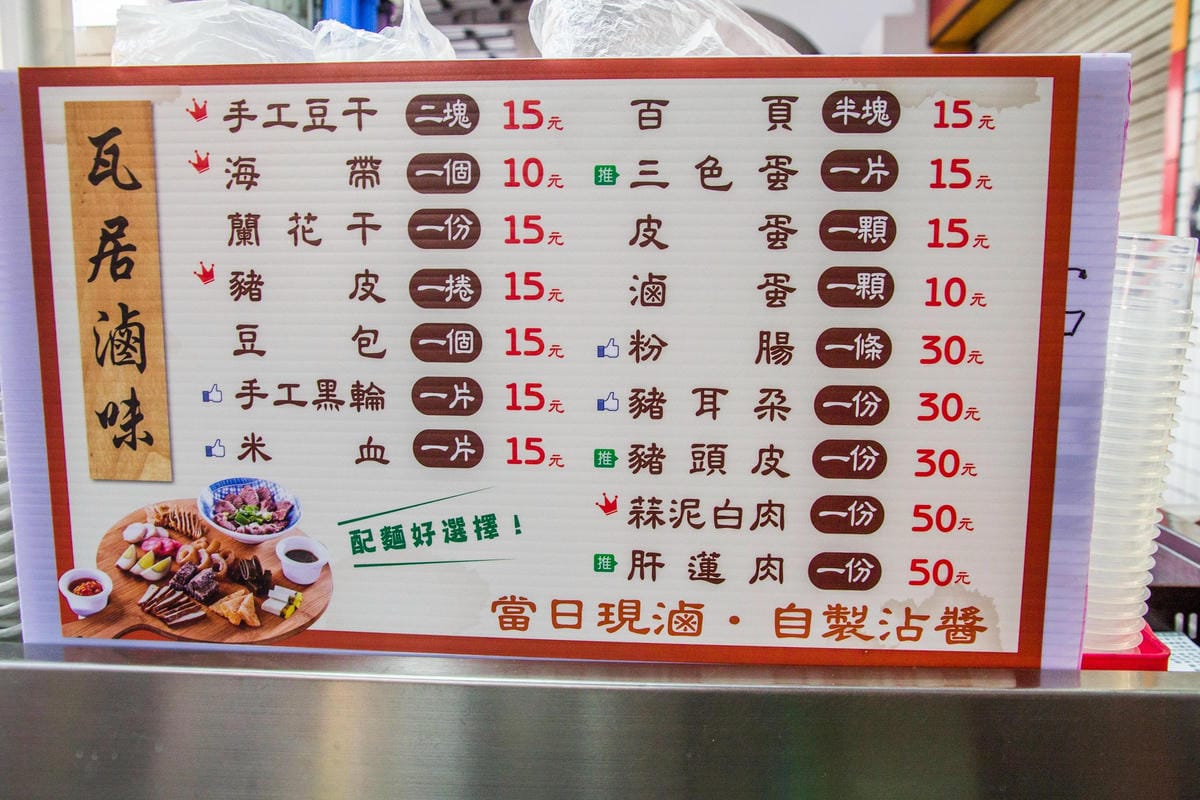 瓦居滷味
手工豆干 二塊 15元
海帶 一個 10元
蘭花干 一份 15元
豬皮 一捲 15元
豆包 一個 15元
手工黑輪 一片 15元
米血 一片 15元
配麵好選擇！
百頁 半塊 15元
推 三色蛋 一片 15元
皮蛋 一顆 15元
滷蛋 一顆 10元
粉腸 一條 30元
豬耳朵 一份 30元
推 豬頭皮 一份 30元
蒜泥白肉 一份 50元
推 肝蓮肉 一份 50元
當日現滷・自製沾醬